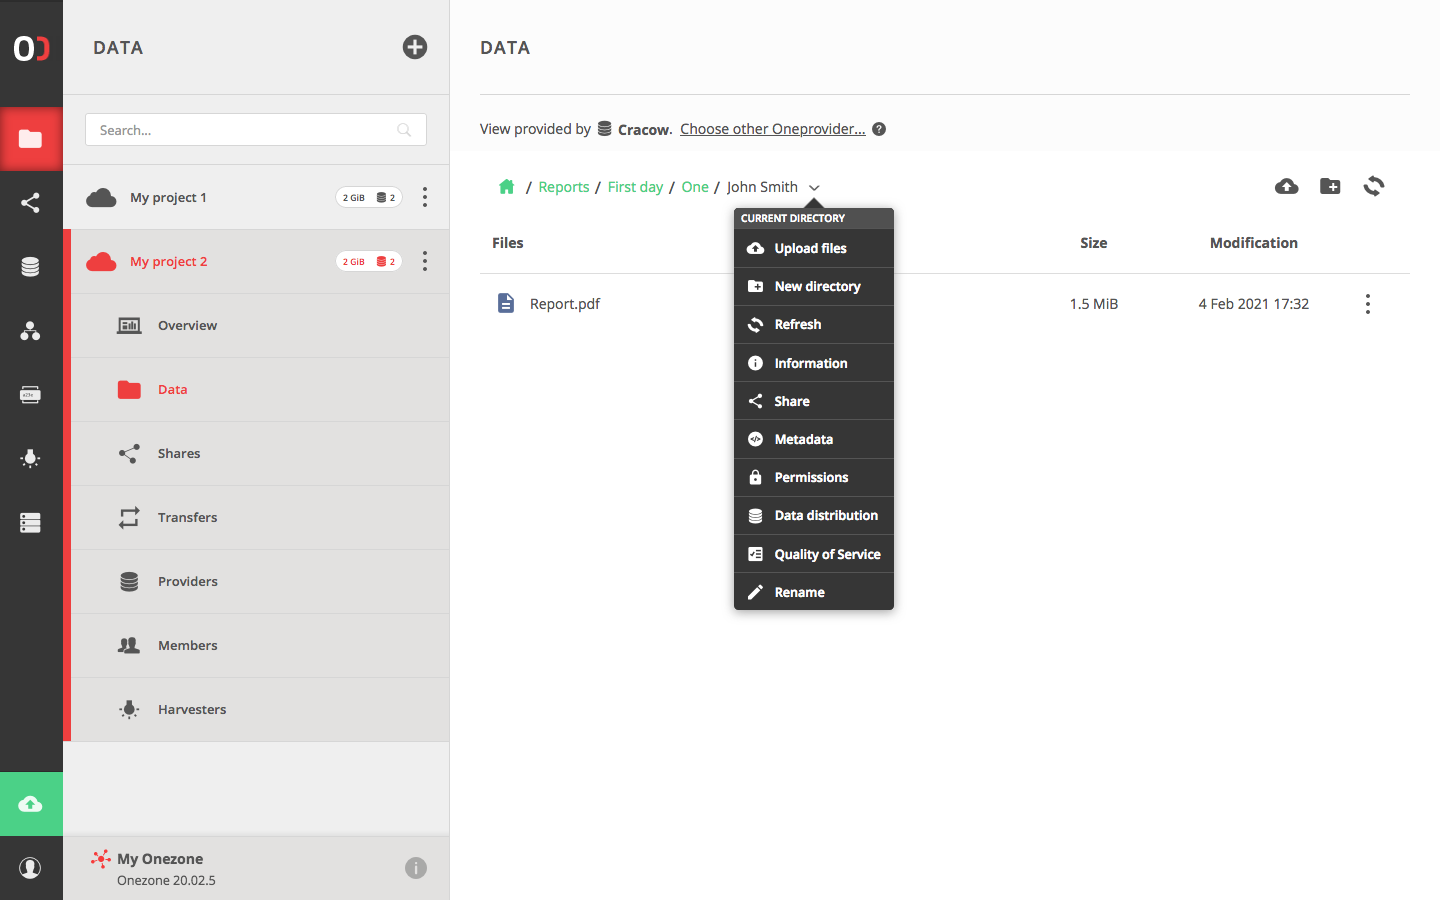 DATA
Search...
My project 1
2 GiB 2
My project 2
2 GiB 2
Overview
Data
Shares
Transfers
Providers
Members
Harvesters
My Onezone
Onezone 20.02.5
DATA
View provided by Cracow. Choose other Oneprovider... ?
/ Reports / First day / One / John Smith
CURRENT DIRECTORY
Upload files
New directory
Refresh
Information
Share
Metadata
Permissions
Data distribution
Quality of Service
Rename
Files Size Modification
Report.pdf 1.5 MiB 4 Feb 2021 17:32